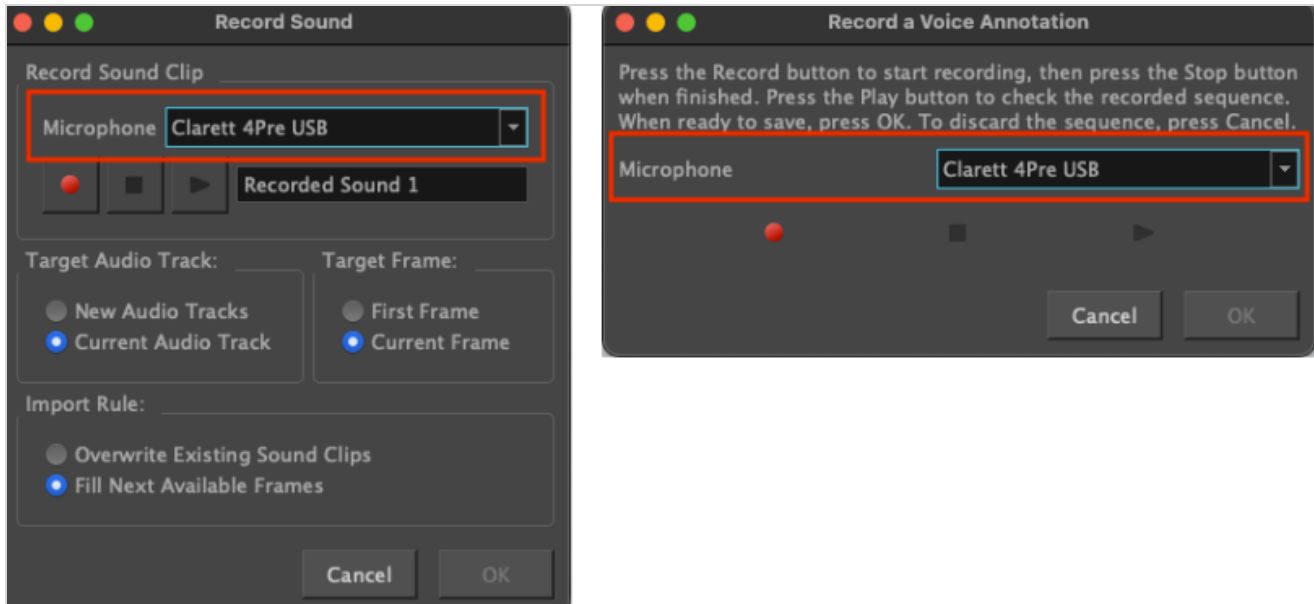 Record Sound
Record Sound Clip
Microphone Clarett 4Pre USB
Recorded Sound 1
Target Audio Track:
New Audio Tracks
Current Audio Track
Target Frame:
First Frame
Current Frame
Import Rule:
Overwrite Existing Sound Clips
Fill Next Available Frames
Cancel OK
Record a Voice Annotation
Press the Record button to start recording, then press the Stop button
when finished. Press the Play button to check the recorded sequence.
When ready to save, press OK. To discard the sequence, press Cancel.
Microphone Clarett 4Pre USB
Cancel OK